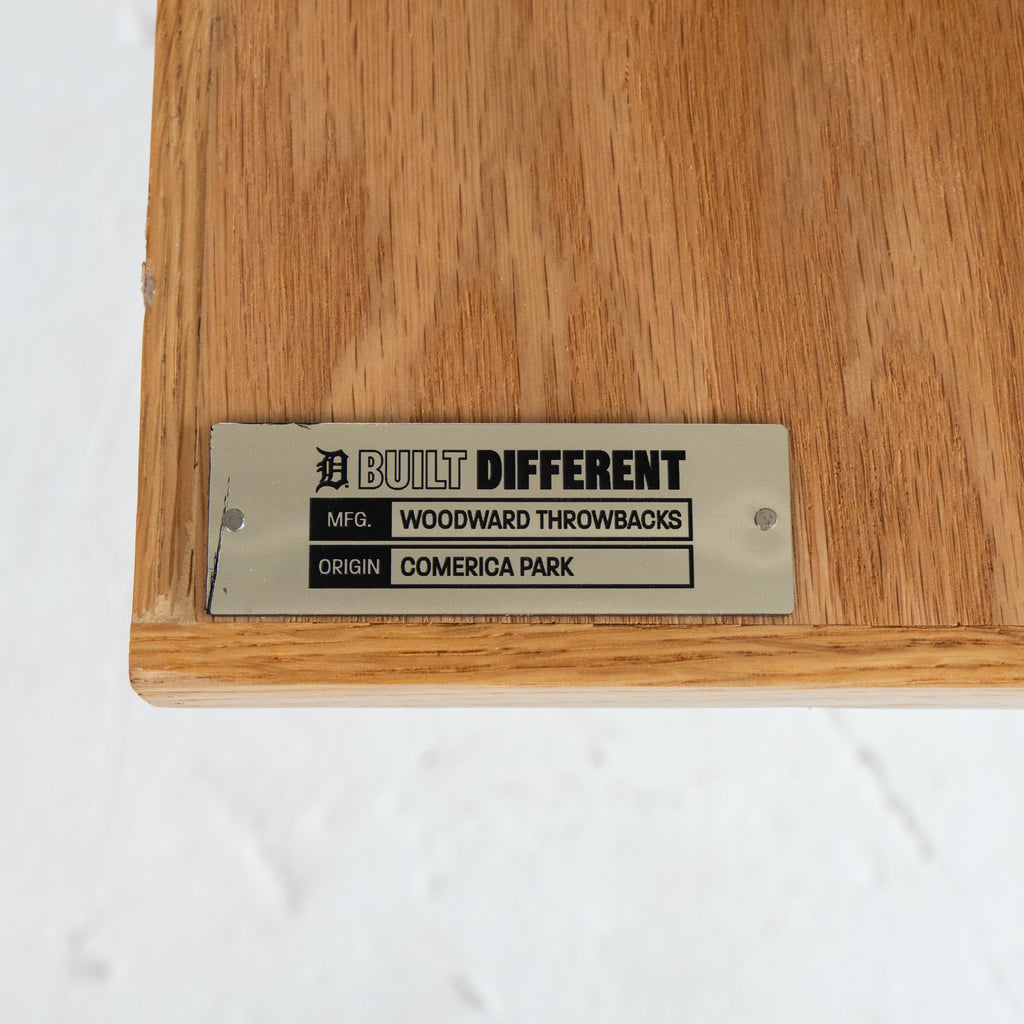 D BUILT DIFFERENT
MFG. WOODWARD THROWBACKS
ORIGIN COMERICA PARK